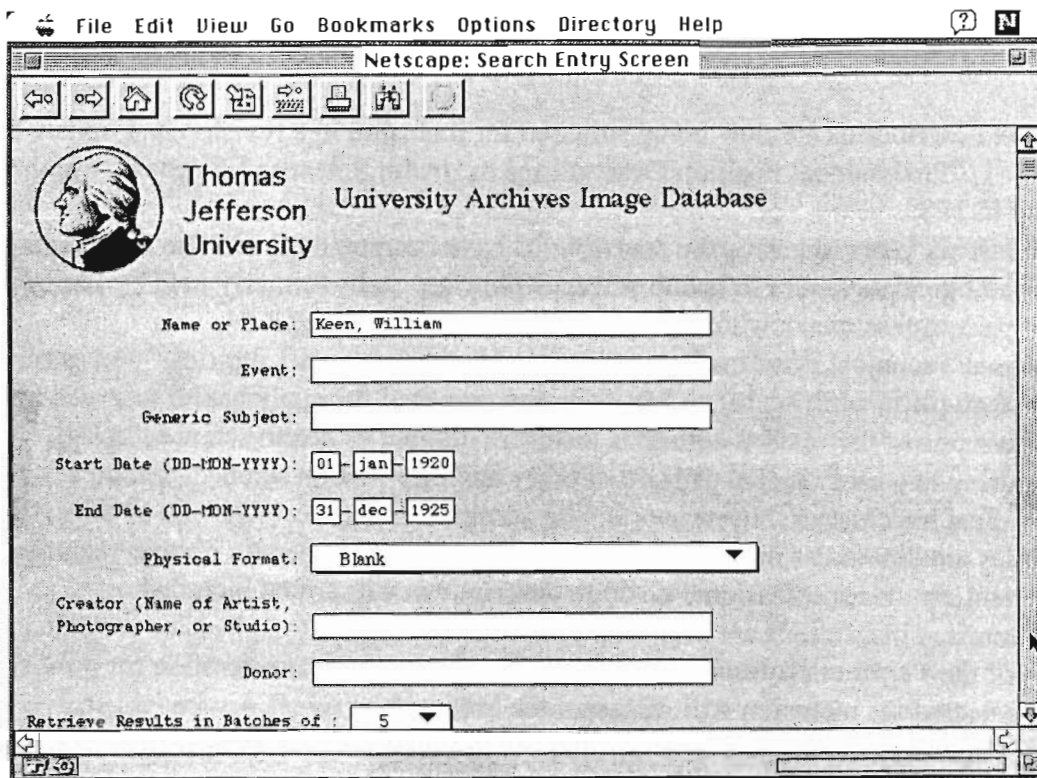 File Edit View Go Bookmarks Options Directory Help ? N
Netscape: Search Entry Screen
Thomas
Jefferson
University
University Archives Image Database
Name or Place: Keen, William
Event:
Generic Subject:
Start Date (DD-MON-YYYY): 01-jan-1920
End Date (DD-MON-YYYY): 31-dec-1925
Physical Format: Blank
Creator (Name of Artist,
Photographer, or Studio):
Donor:
Retrieve Results in Batches of : 5